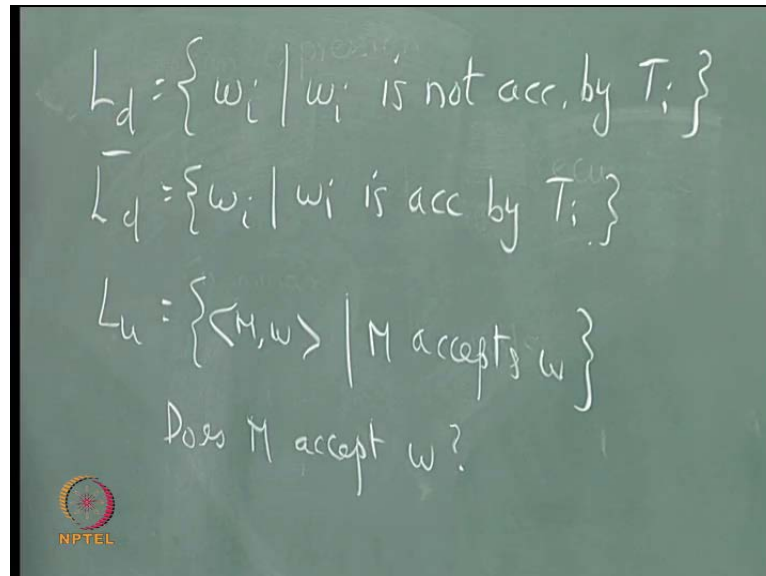 L_d = { w_i | w_i is not acc. by T_i }
L̄_d = { w_i | w_i is acc by T_i }
L_u = { <M, w> | M accepts w }
Does M accept w ?
NPTEL